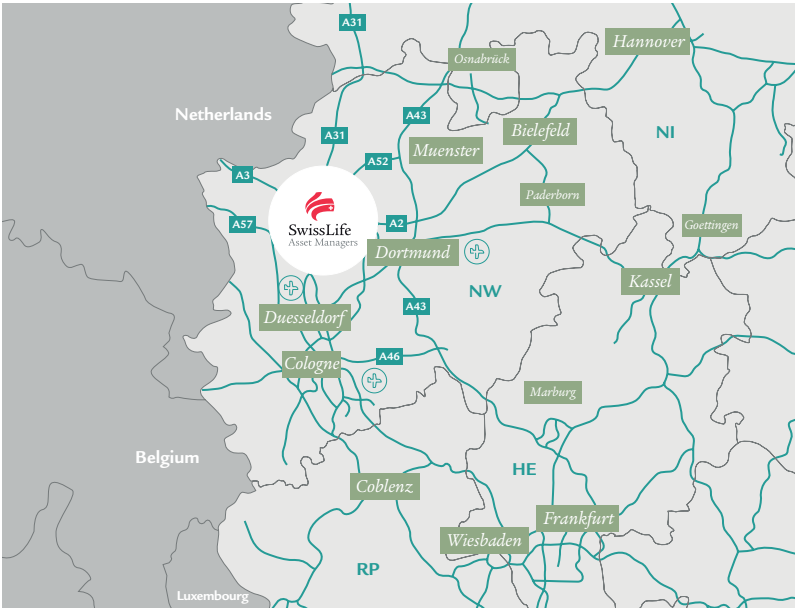 A31
Hannover
Osnabrück
Netherlands
A43
A31
Bielefeld
NI
Muenster
A52
A3
Paderborn
SwissLife
Asset Managers
A57
A2
Goettingen
Dortmund
Kassel
NW
A43
Duesseldorf
A46
Cologne
Marburg
Belgium
HE
Coblenz
Frankfurt
Wiesbaden
RP
Luxembourg